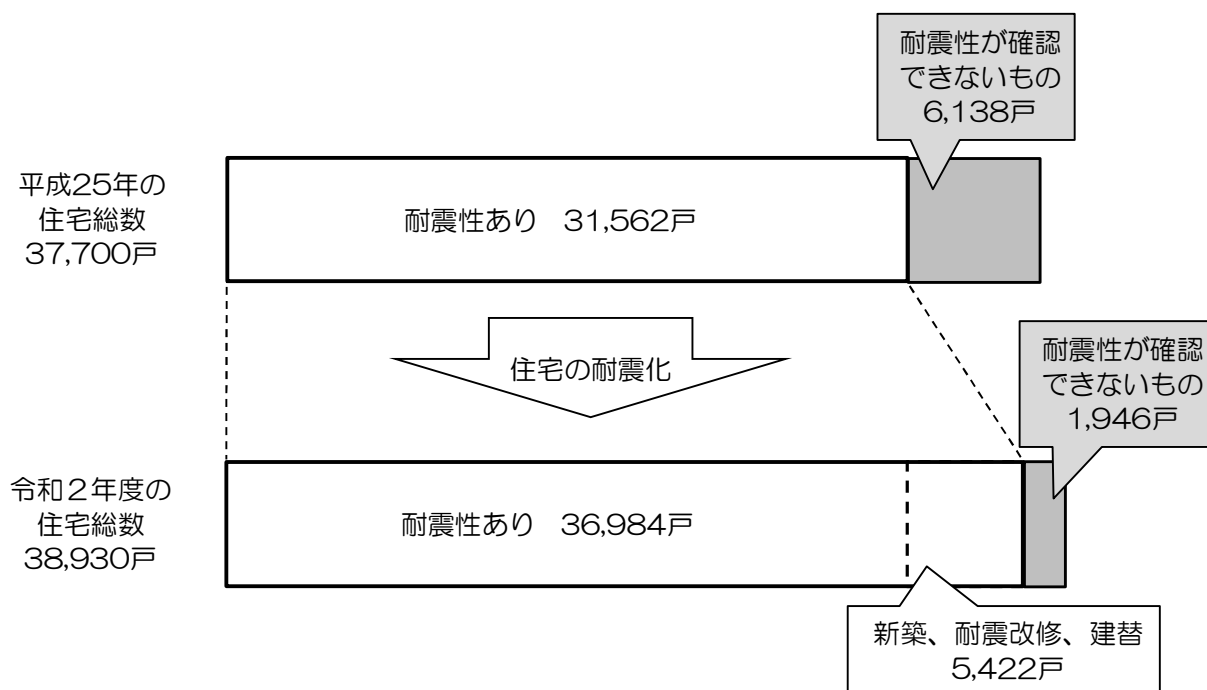 耐震性が確認
できないもの
6,138戸
平成25年の
住宅総数
37,700戸
耐震性あり　31,562戸
住宅の耐震化
耐震性が確認
できないもの
1,946戸
令和２年度の
住宅総数
38,930戸
耐震性あり　36,984戸
新築、耐震改修、建替
5,422戸